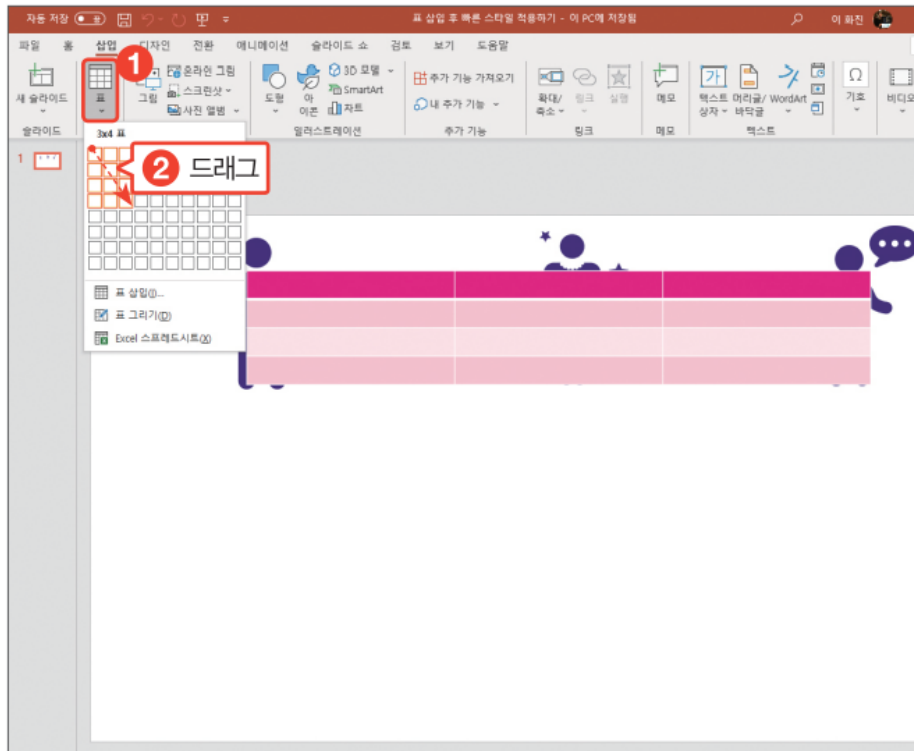 자동 저장
표 삽입 후 빠른 스타일 적용하기 - 이 PC에 저장됨
이 화진
파일 홈 삽입 디자인 전환 애니메이션 슬라이드 쇼 검토 보기 도움말
1
새 슬라이드
표
그림
온라인 그림
스크린샷
사진 앨범
도형
아이콘
3D 모델
SmartArt
차트
추가 기능 가져오기
내 추가 기능
확대/축소
링크
실행
메모
텍스트 상자
머리글/바닥글
WordArt
기호
비디오
슬라이드
일러스트레이션
추가 기능
링크
메모
텍스트
3x4 표
1
2 드래그
표 삽입(I)...
표 그리기(D)
Excel 스프레드시트(X)